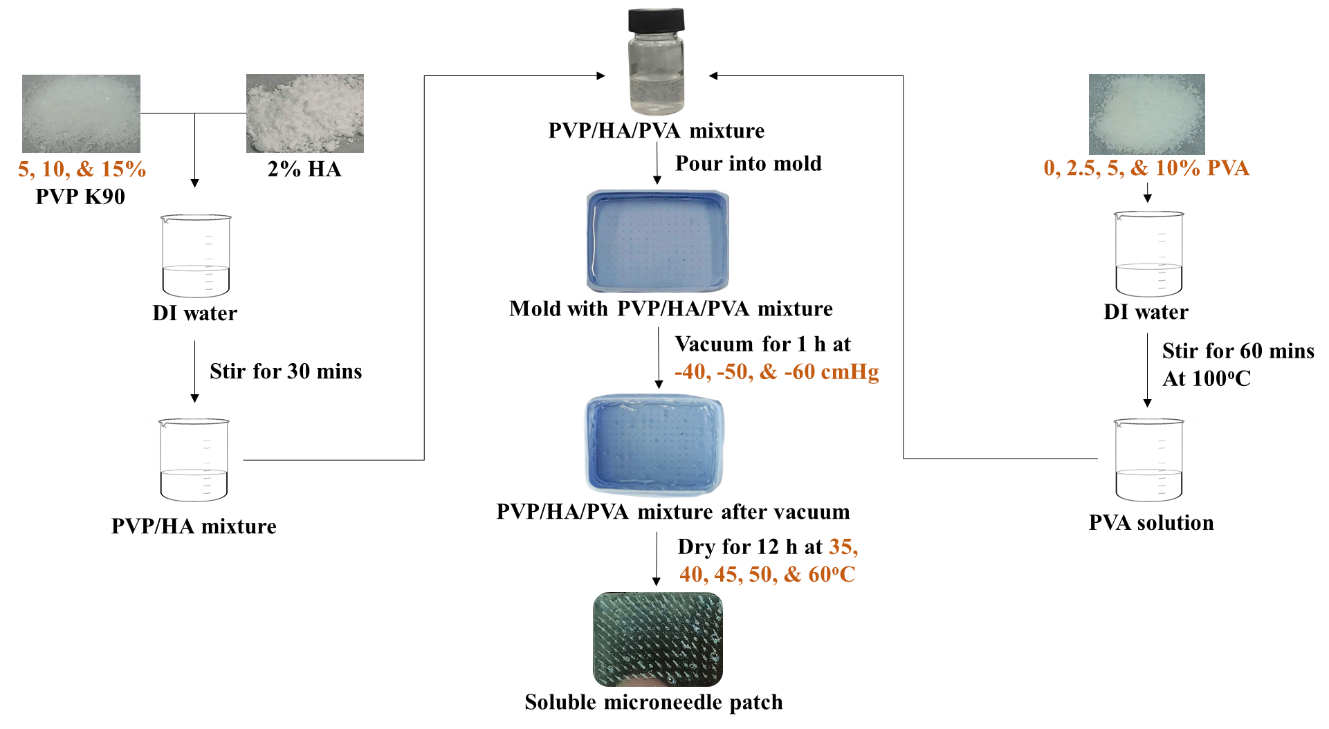 5, 10, & 15%
PVP K90
2% HA
DI water
Stir for 30 mins
PVP/HA mixture
PVP/HA/PVA mixture
Pour into mold
Mold with PVP/HA/PVA mixture
Vacuum for 1 h at
-40, -50, & -60 cmHg
PVP/HA/PVA mixture after vacuum
Dry for 12 h at 35,
40, 45, 50, & 60°C
Soluble microneedle patch
0, 2.5, 5, & 10% PVA
DI water
Stir for 60 mins
At 100°C
PVA solution